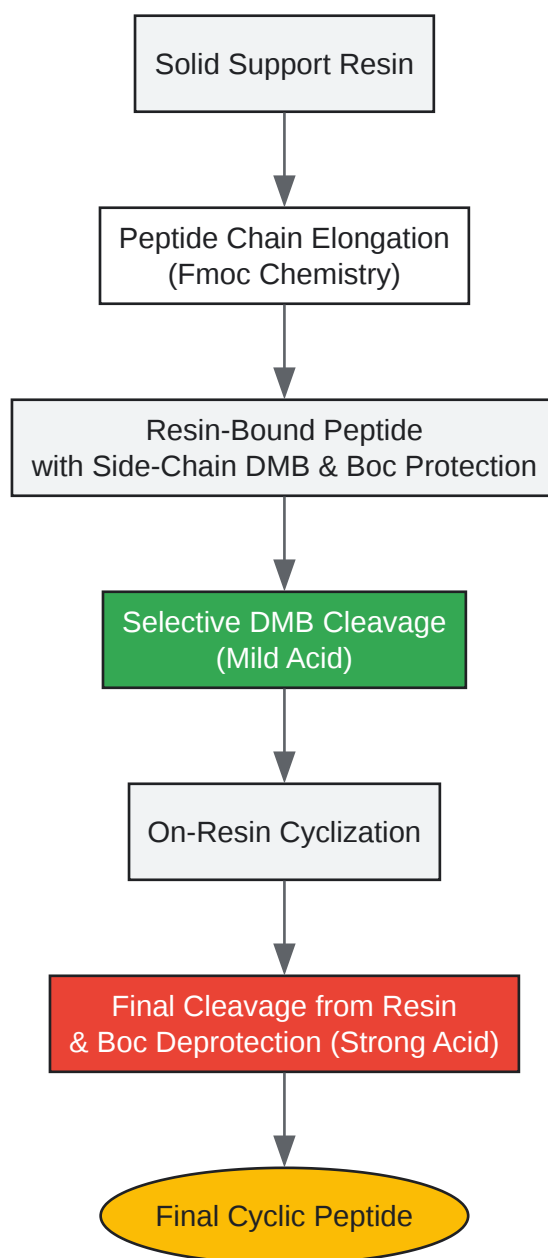 Solid Support Resin
Peptide Chain Elongation
(Fmoc Chemistry)
Resin-Bound Peptide
with Side-Chain DMB & Boc Protection
Selective DMB Cleavage
(Mild Acid)
On-Resin Cyclization
Final Cleavage from Resin
& Boc Deprotection (Strong Acid)
Final Cyclic Peptide